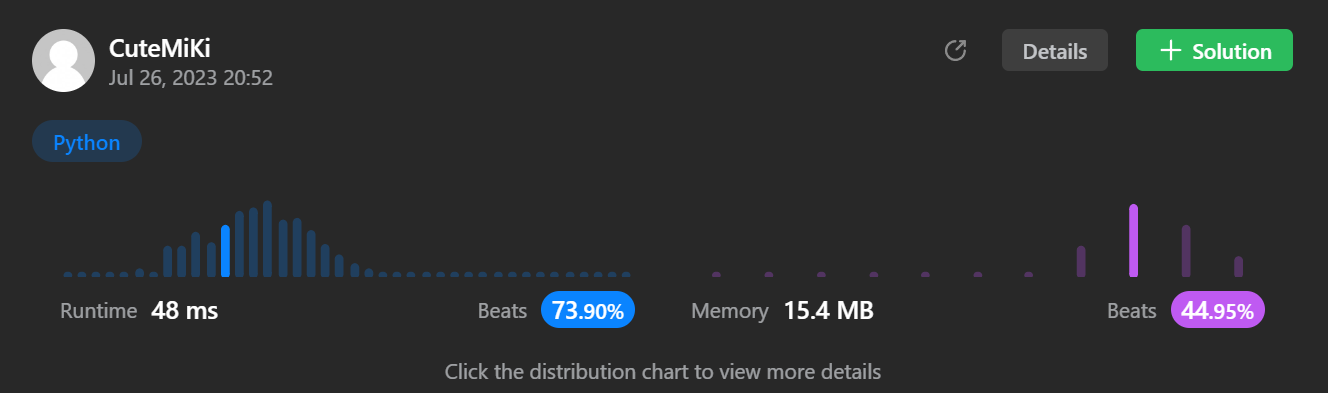 CuteMiKi
Jul 26, 2023 20:52
Details
+ Solution
Python
Runtime 48 ms
Beats 73.90%
Memory 15.4 MB
Beats 44.95%
Click the distribution chart to view more details